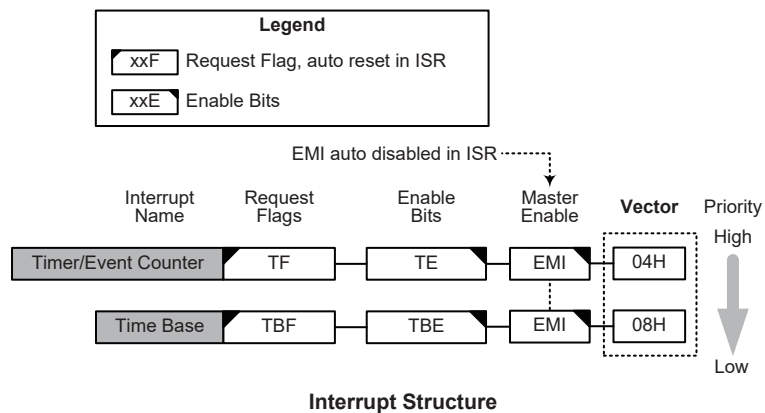 Legend
xxF Request Flag, auto reset in ISR
xxE Enable Bits
EMI auto disabled in ISR
Interrupt Name
Request Flags
Enable Bits
Master Enable
Vector
Priority
High
Timer/Event Counter TF TE EMI 04H
Time Base TBF TBE EMI 08H
Low
Interrupt Structure